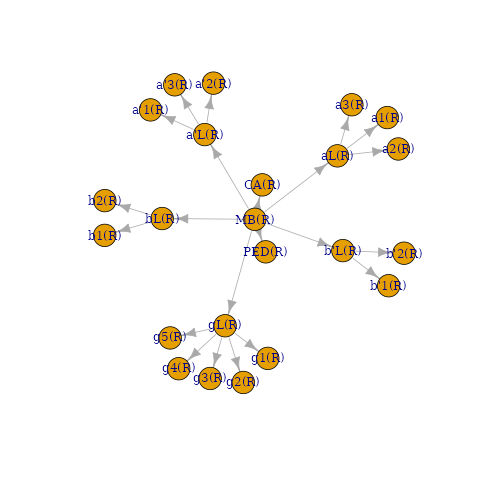 a'3(R)
a'2(R)
a'1(R)
a'L(R)
a3(R)
a1(R)
a2(R)
aL(R)
CA(R)
b2(R)
bL(R)
b1(R)
MB(R)
PED(R)
b'L(R)
b'2(R)
b'1(R)
gL(R)
g5(R)
g4(R)
g3(R)
g2(R)
g1(R)